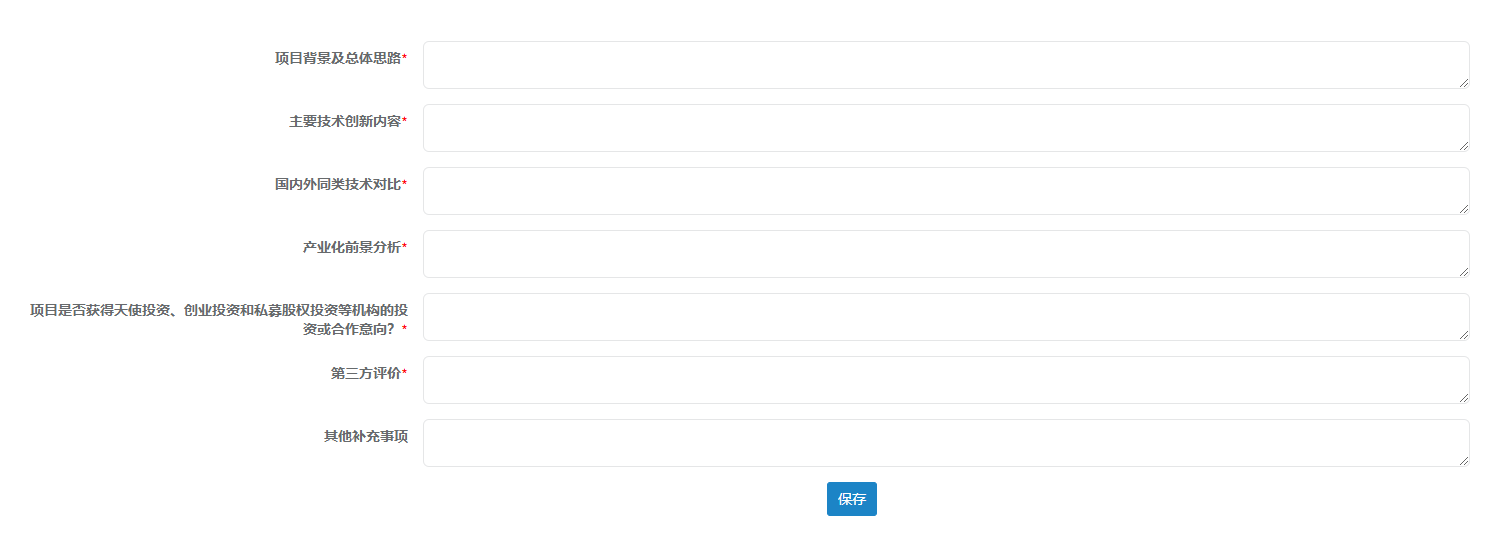 项目背景及总体思路*
主要技术创新内容*
国内外同类技术对比*
产业化前景分析*
项目是否获得天使投资、创业投资和私募股权投资等机构的投
资或合作意向？*
第三方评价*
其他补充事项
保存